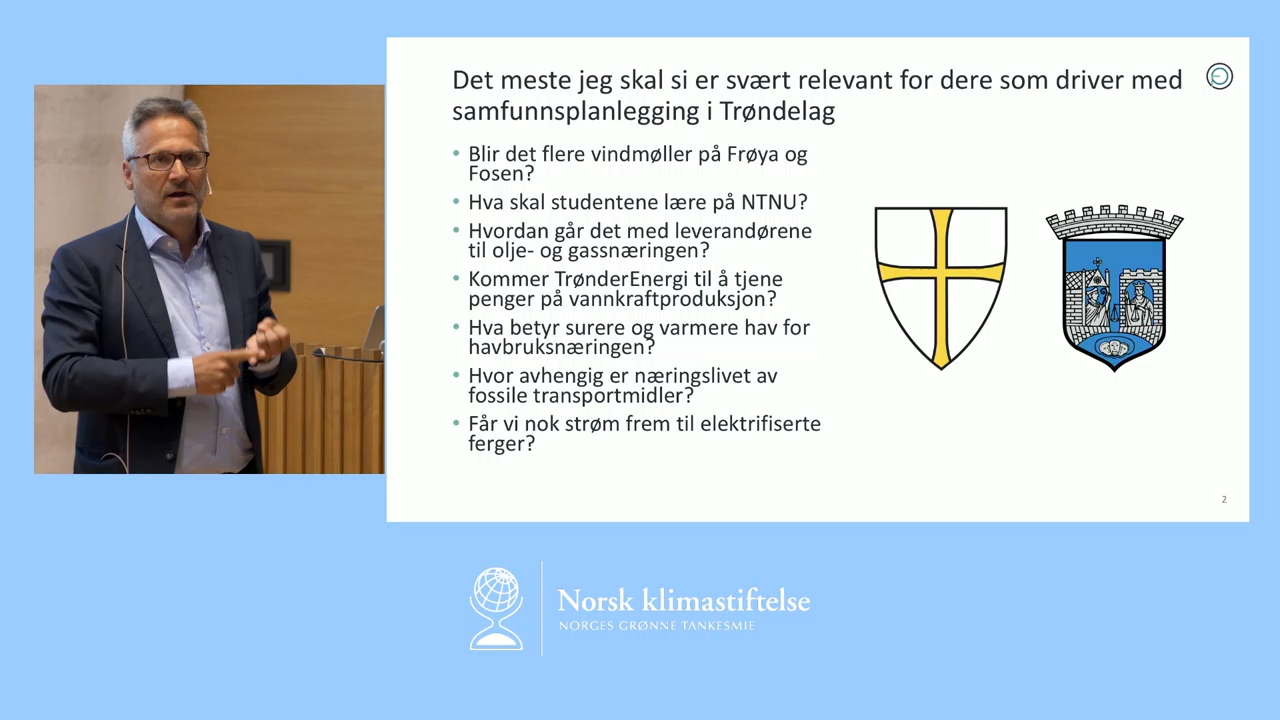 Det meste jeg skal si er svært relevant for dere som driver med
samfunnsplanlegging i Trøndelag
• Blir det flere vindmøller på Frøya og
Fosen?
• Hva skal studentene lære på NTNU?
• Hvordan går det med leverandørene
til olje- og gassnæringen?
• Kommer TrønderEnergi til å tjene
penger på vannkraftproduksjon?
• Hva betyr surere og varmere hav for
havbruksnæringen?
• Hvor avhengig er næringslivet av
fossile transportmidler?
• Får vi nok strøm frem til elektrifiserte
ferger?
2
Norsk klimastiftelse
NORGES GRØNNE TANKESMIE